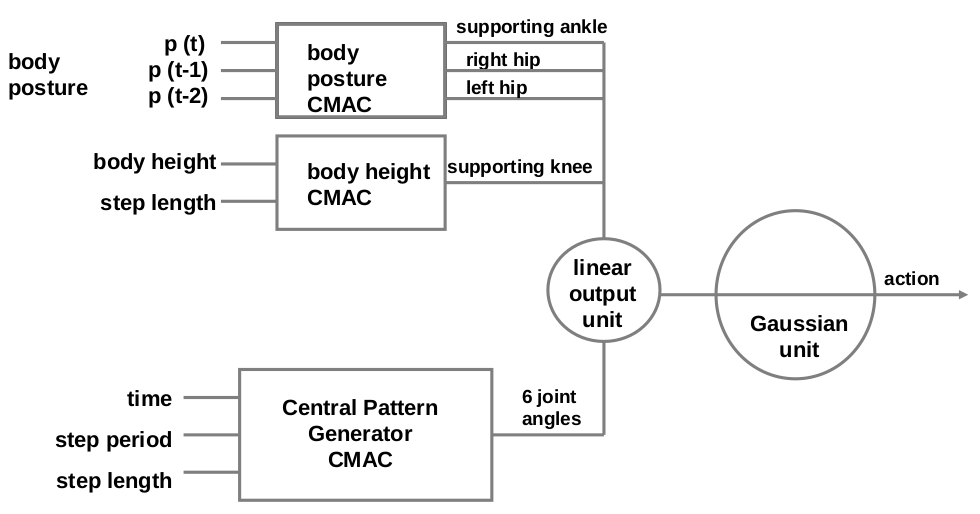 body
posture
p (t)
p (t-1)
p (t-2)
body
posture
CMAC
supporting ankle
right hip
left hip
body height
step length
body height
CMAC
supporting knee
linear
output
unit
Gaussian
unit
action
time
step period
step length
Central Pattern
Generator
CMAC
6 joint
angles